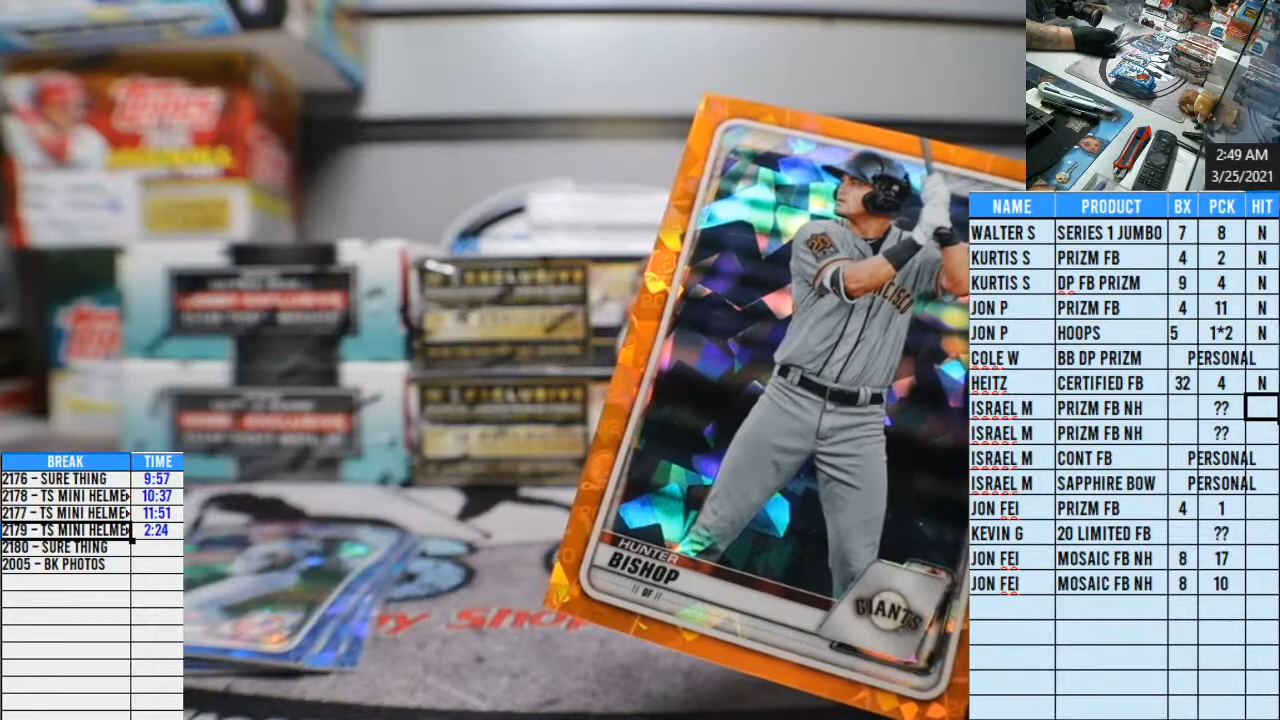 2:49 AM
3/25/2021
NAME PRODUCT BX PCK HIT
WALTER S SERIES 1 JUMBO 7 8 N
KURTIS S PRIZM FB 4 2 N
KURTIS S DP FB PRIZM 9 4 N
JON P PRIZM FB 4 11 N
JON P HOOPS 5 1*2 N
COLE W BB DP PRIZM PERSONAL
HEITZ CERTIFIED FB 32 4 N
ISRAEL M PRIZM FB NH ??
ISRAEL M PRIZM FB NH ??
ISRAEL M CONT FB PERSONAL
ISRAEL M SAPPHIRE BOW PERSONAL
JON FEI PRIZM FB 4 1
KEVIN G 20 LIMITED FB ??
JON FEI MOSAIC FB NH 8 17
JON FEI MOSAIC FB NH 8 10
BREAK TIME
2176 – SURE THING 9:57
2178 – TS MINI HELME 10:37
2177 – TS MINI HELME 11:51
2179 – TS MINI HELME 2:24
2180 – SURE THING
2005 – BK PHOTOS
HUNTER
BISHOP
// OF //
GIANTS
Topps
EXCLUSIVE